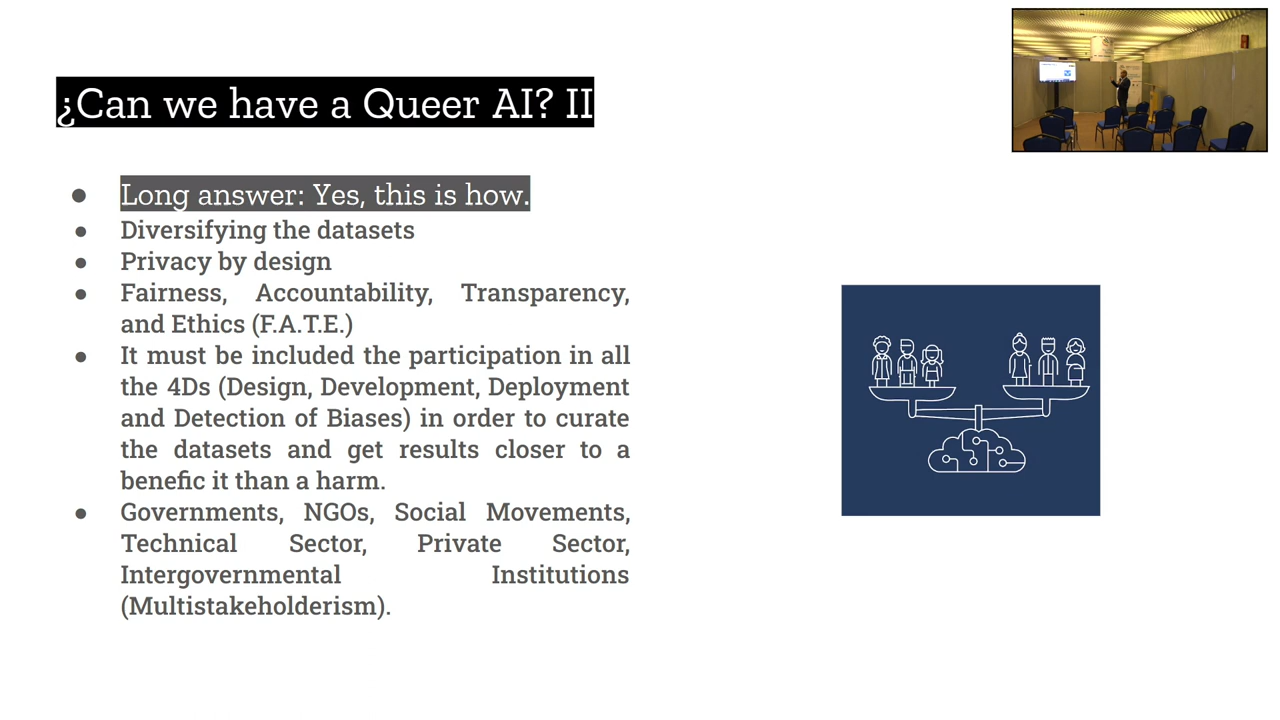 ¿Can we have a Queer AI? II
Long answer: Yes, this is how.
Diversifying the datasets
Privacy by design
Fairness, Accountability, Transparency,
and Ethics (F.A.T.E.)
It must be included the participation in all
the 4Ds (Design, Development, Deployment
and Detection of Biases) in order to curate
the datasets and get results closer to a
benefic it than a harm.
Governments, NGOs, Social Movements,
Technical Sector, Private Sector,
Intergovernmental Institutions
(Multistakeholderism).